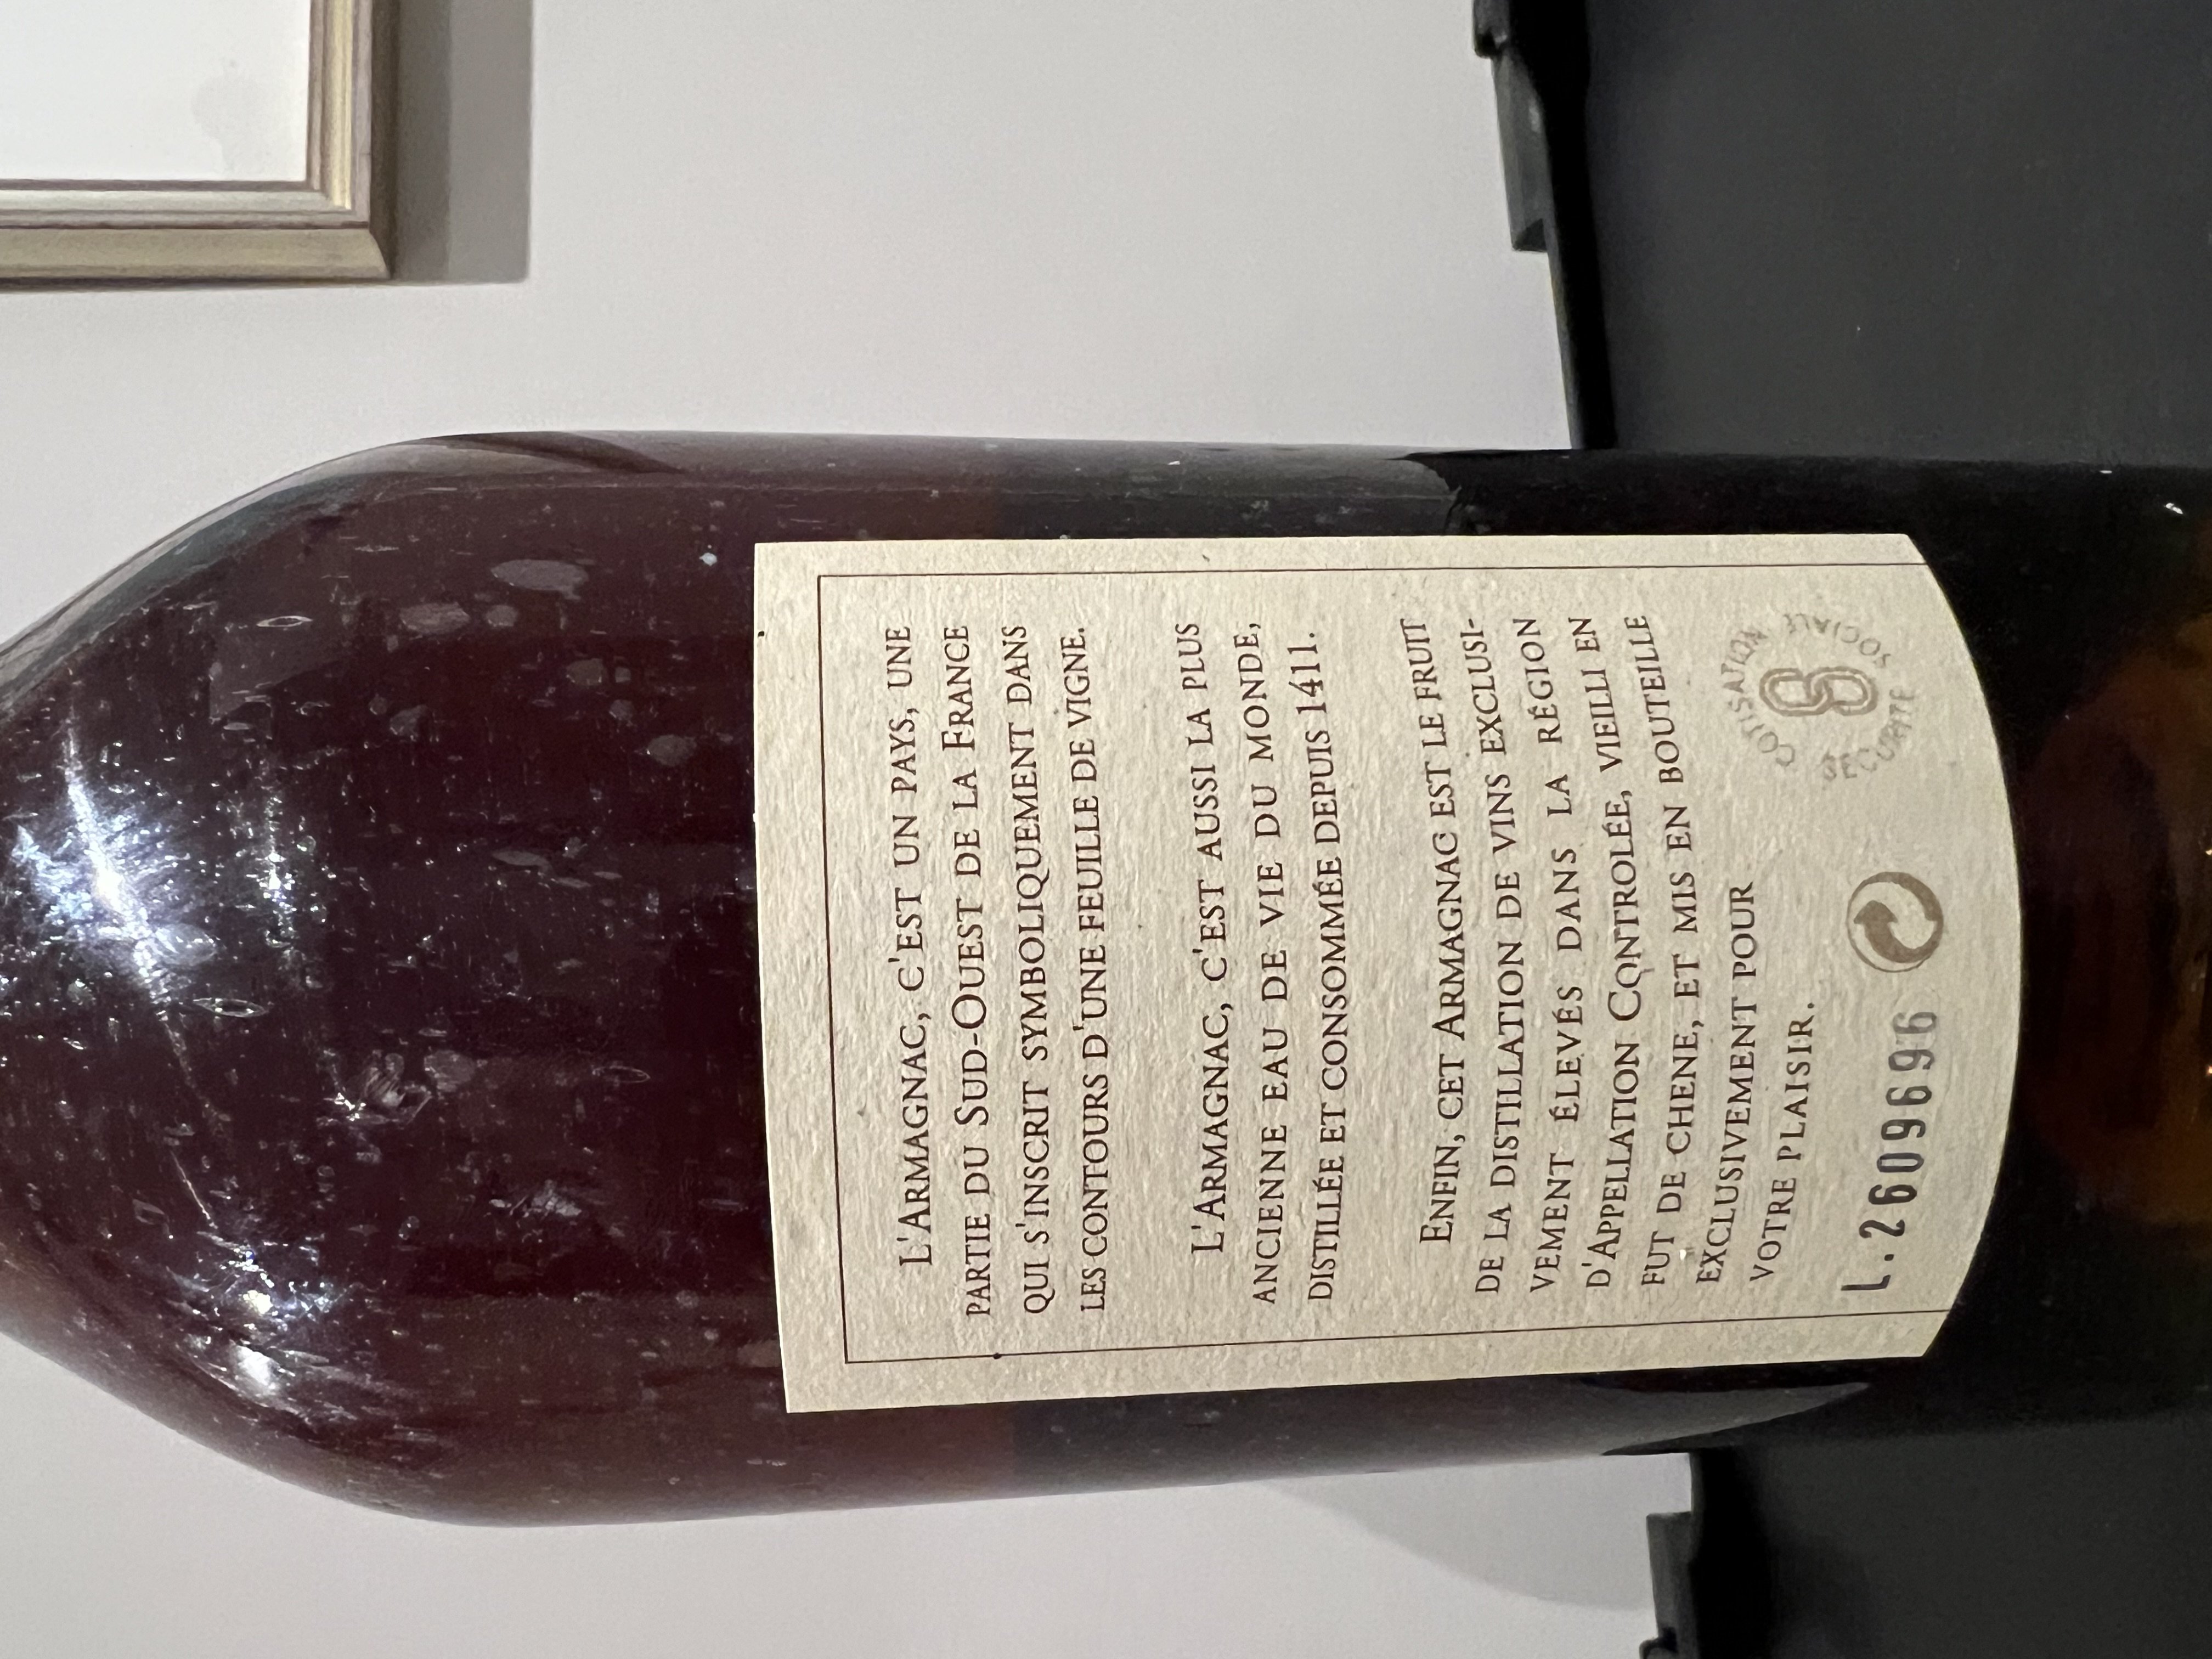 L'ARMAGNAC, C'EST UN PAYS, UNE
PARTIE DU SUD-OUEST DE LA FRANCE
QUI S'INSCRIT SYMBOLIQUEMENT DANS
LES CONTOURS D'UNE FEUILLE DE VIGNE.
L'ARMAGNAC, C'EST AUSSI LA PLUS
ANCIENNE EAU DE VIE DU MONDE,
DISTILLÉE ET CONSOMMÉE DEPUIS 1411.
ENFIN, CET ARMAGNAC EST LE FRUIT
DE LA DISTILLATION DE VINS EXCLUSI-
VEMENT ÉLEVÉS DANS LA RÉGION
D'APPELLATION CONTROLÉE, VIEILLI EN
FUT DE CHENE, ET MIS EN BOUTEILLE
EXCLUSIVEMENT POUR
VOTRE PLAISIR.
COTISATION
SÉCURITÉ SOCIALE
L.2609696